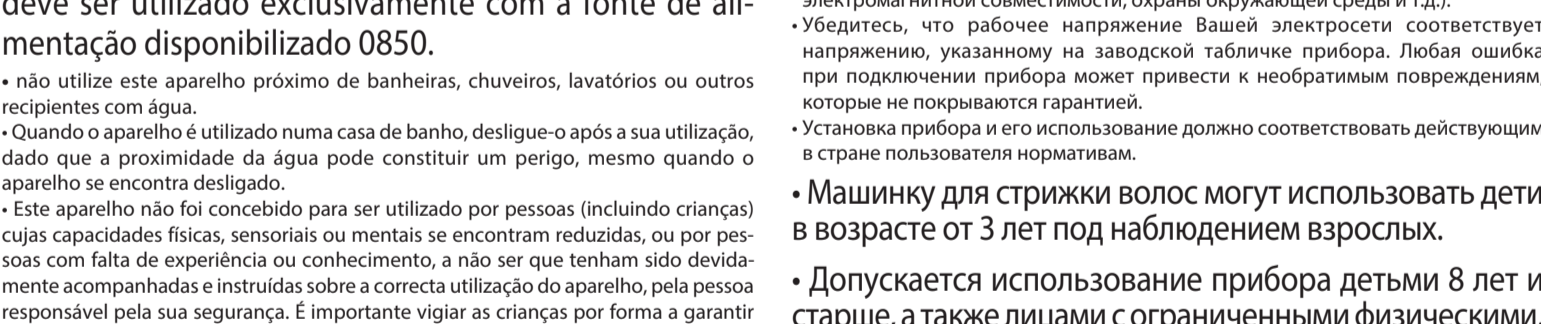 deve ser utilizado exclusivamente com a fonte de ali-
mentação disponibilizado 0850.
• não utilize este aparelho próximo de banheiras, chuveiros, lavatórios ou outros
recipientes com água.
• Quando o aparelho é utilizado numa casa de banho, desligue-o após a sua utilização,
dado que a proximidade da água pode constituir um perigo, mesmo quando o
aparelho se encontra desligado.
• Este aparelho não foi concebido para ser utilizado por pessoas (incluindo crianças)
cujas capacidades físicas, sensoriais ou mentais se encontram reduzidas, ou por pes-
soas com falta de experiência ou conhecimento, a não ser que tenham sido devida-
mente acompanhadas e instruídas sobre a correcta utilização do aparelho, pela pessoa
responsável pela sua segurança. É importante vigiar as crianças por forma a garantir
электромагнитной совместимости, охраны окружающей среды и т.д.).
• Убедитесь, что рабочее напряжение Вашей электросети соответствует
напряжению, указанному на заводской табличке прибора. Любая ошибка
при подключении прибора может привести к необратимым повреждениям,
которые не покрываются гарантией.
• Установка прибора и его использование должно соответствовать действующим
в стране пользователя нормативам.
• Машинку для стрижки волос могут использовать дети
в возрасте от 3 лет под наблюдением взрослых.
• Допускается использование прибора детьми 8 лет и
старше, а также лицами с ограниченными физическими,